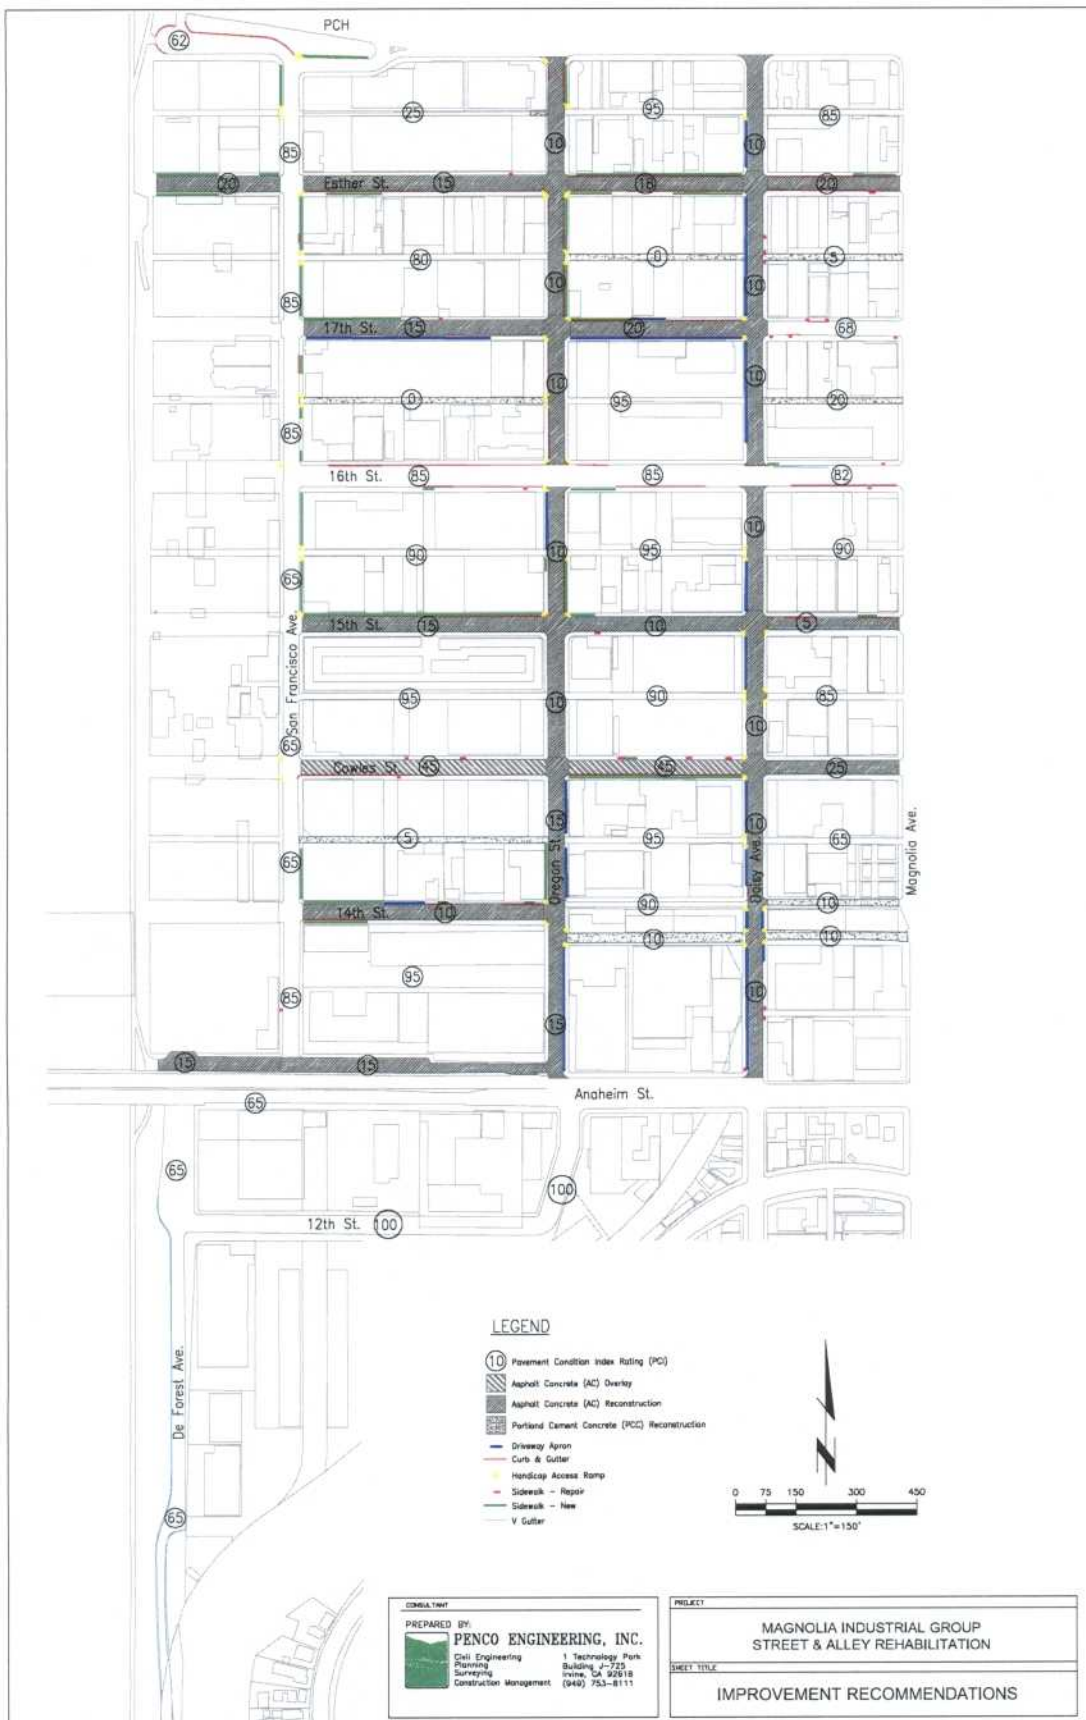 PCH
62
25
95
85
85
10
10
20
Esther St.
15
18
20
80
0
5
85
10
10
17th St.
15
20
68
10
10
0
95
20
85
16th St.
85
85
82
10
90
10
95
90
65
15th St.
15
10
5
San Francisco Ave.
95
10
90
85
10
65
Cowles St.
45
45
25
Oregon St.
15
Daisy Ave.
10
Magnolia Ave.
5
95
65
65
90
10
14th St.
10
10
10
95
85
15
10
15
15
Anaheim St.
65
65
100
12th St.
100
De Forest Ave.
65
LEGEND
10 Pavement Condition Index Rating (PCI)
Asphalt Concrete (AC) Overlay
Asphalt Concrete (AC) Reconstruction
Portland Cement Concrete (PCC) Reconstruction
Driveway Apron
Curb & Gutter
Handicap Access Ramp
Sidewalk - Repair
Sidewalk - New
V Gutter
0 75 150 300 450
SCALE:1"=150'
CONSULTANT
PREPARED BY:
PENCO ENGINEERING, INC.
Civil Engineering
Planning
Surveying
Construction Management
1 Technology Park
Building J-725
Irvine, CA 92618
(949) 753-8111
PROJECT
MAGNOLIA INDUSTRIAL GROUP
STREET & ALLEY REHABILITATION
SHEET TITLE
IMPROVEMENT RECOMMENDATIONS